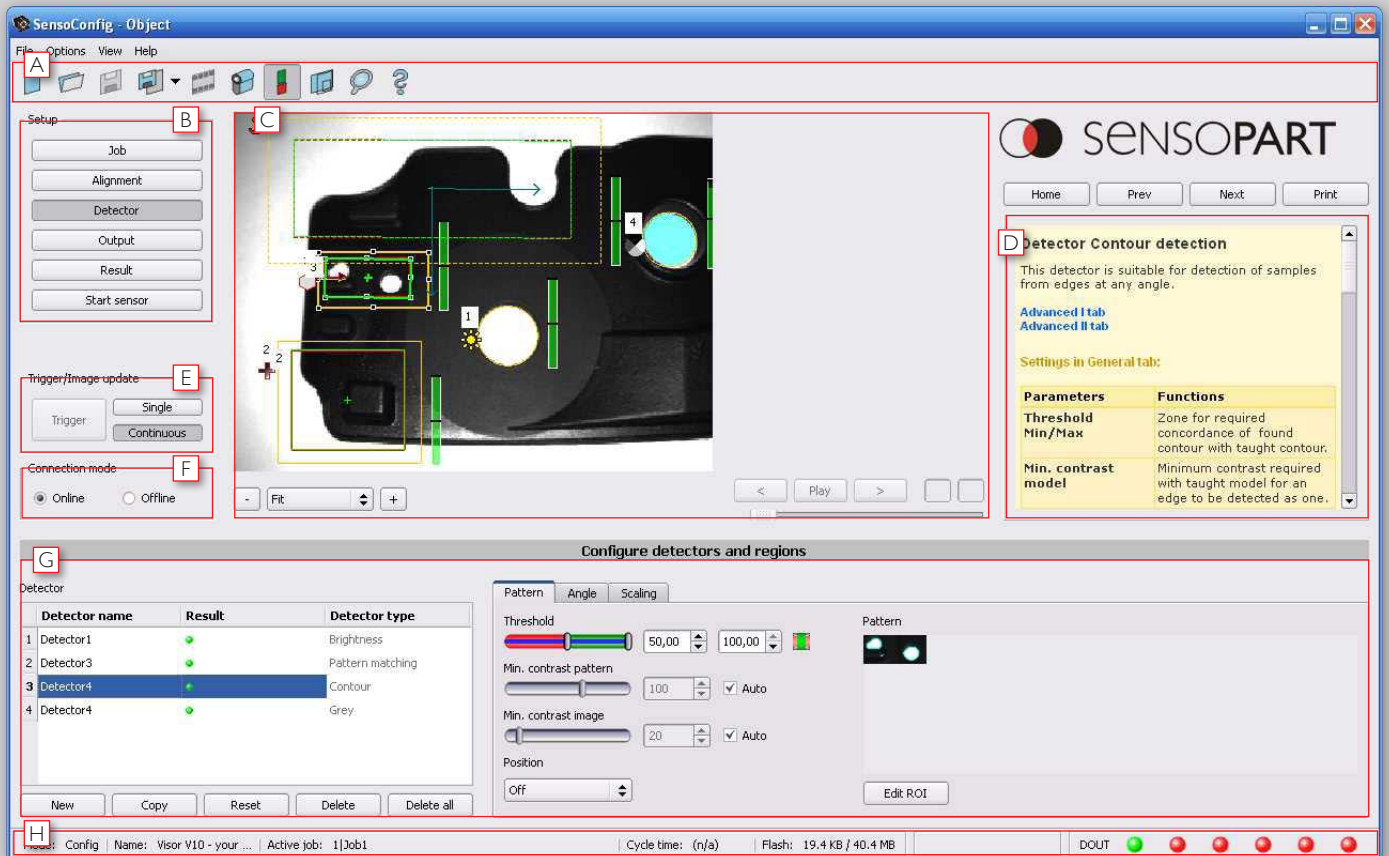 SensoConfig - Object
File Options View Help
A
B
Setup
Job
Alignment
Detector
Output
Result
Start sensor
E
Trigger/Image update
Trigger
Single
Continuous
F
Connection mode
Online
Offline
C
3
4
1
2
2
-
Fit
+
<
Play
>
SENSOPART
Home
Prev
Next
Print
D
Detector Contour detection
This detector is suitable for detection of samples
from edges at any angle.
Advanced I tab
Advanced II tab
Settings in General tab:
Parameters Functions
Threshold Min/Max
Zone for required
concordance of found
contour with taught contour.
Min. contrast model
Minimum contrast required
with taught model for an
edge to be detected as one.
Configure detectors and regions
G
Detector
Detector name Result Detector type
1 Detector1 Brightness
2 Detector3 Pattern matching
3 Detector4 Contour
4 Detector4 Grey
New
Copy
Reset
Delete
Delete all
Pattern
Angle
Scaling
Threshold
50,00
100,00
Min. contrast pattern
100
Auto
Min. contrast image
20
Auto
Position
Off
Pattern
Edit ROI
H
Config Name: Visor V10 - your ... Active job: 1|Job1 Cycle time: (n/a) Flash: 19.4 KB / 40.4 MB DOUT